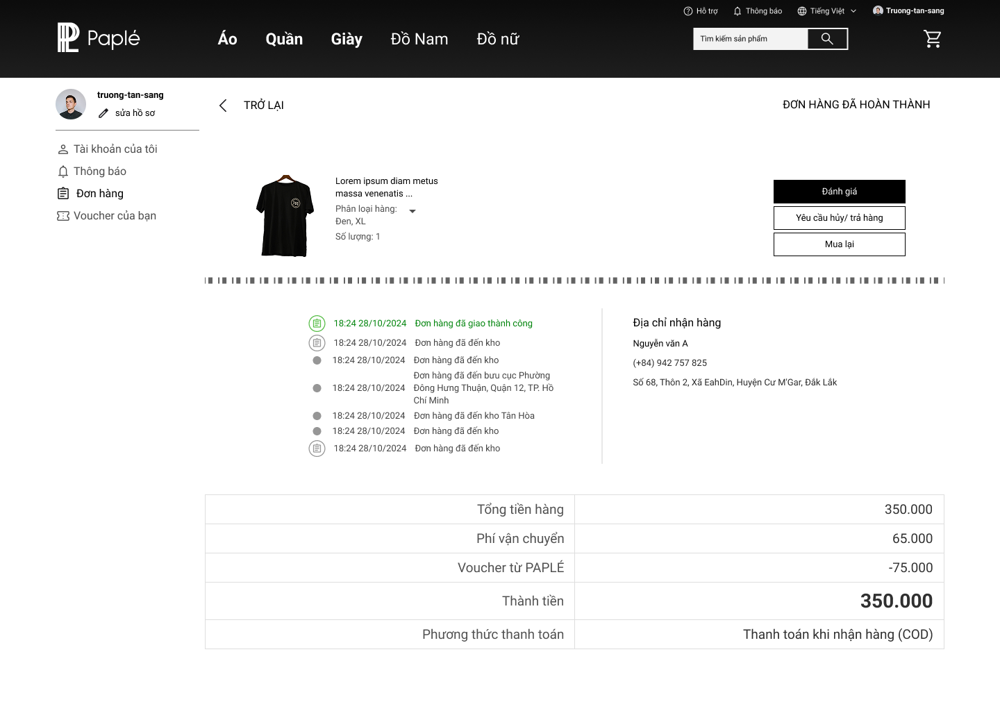 Hỗ trợ
Thông báo
Tiếng Việt
Truong-tan-sang
Paplé
Áo
Quần
Giày
Đồ Nam
Đồ nữ
Tìm kiếm sản phẩm
truong-tan-sang
sửa hồ sơ
Tài khoản của tôi
Thông báo
Đơn hàng
Voucher của bạn
TRỞ LẠI
ĐƠN HÀNG ĐÃ HOÀN THÀNH
Lorem ipsum diam metus
massa venenatis ...
Phân loại hàng:
Đen, XL
Số lượng: 1
Đánh giá
Yêu cầu hủy/ trả hàng
Mua lại
18:24 28/10/2024 Đơn hàng đã giao thành công
18:24 28/10/2024 Đơn hàng đã đến kho
18:24 28/10/2024 Đơn hàng đã đến kho
18:24 28/10/2024 Đơn hàng đã đến bưu cục Phường
Đông Hưng Thuận, Quận 12, TP. Hồ
Chí Minh
18:24 28/10/2024 Đơn hàng đã đến kho Tân Hòa
18:24 28/10/2024 Đơn hàng đã đến kho
18:24 28/10/2024 Đơn hàng đã đến kho
Địa chỉ nhận hàng
Nguyễn văn A
(+84) 942 757 825
Số 68, Thôn 2, Xã EahDin, Huyện Cư M'Gar, Đắk Lắk
Tổng tiền hàng 350.000
Phí vận chuyển 65.000
Voucher từ PAPLÉ -75.000
Thành tiền 350.000
Phương thức thanh toán Thanh toán khi nhận hàng (COD)